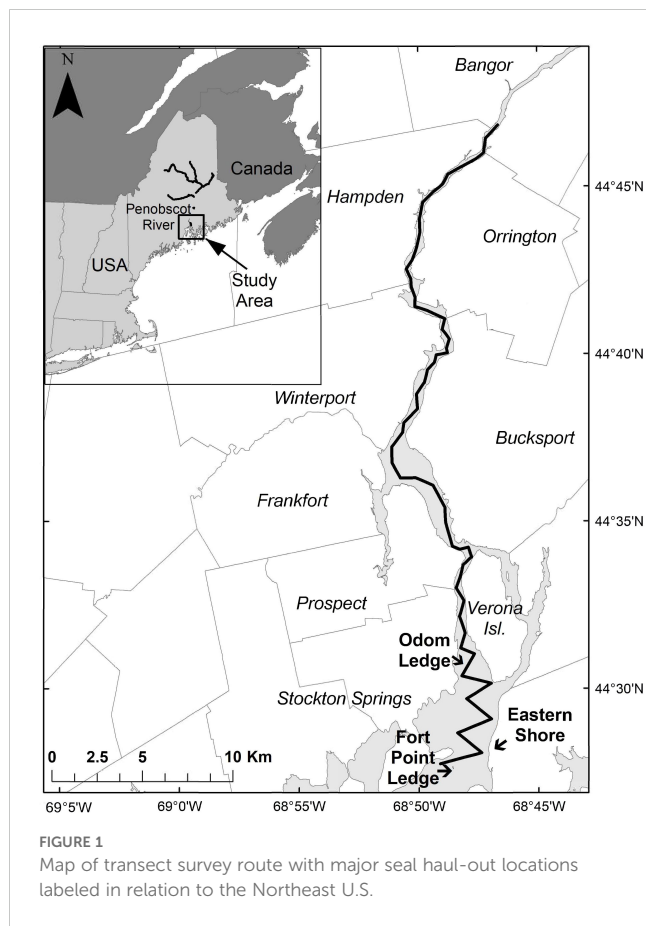 N
Canada
Penobscot
River
USA
Study
Area
Bangor
Hampden
Orrington
Winterport
Bucksport
Frankfort
Prospect
Verona
Isl.
Odom
Ledge
Stockton Springs
Eastern
Shore
Fort
Point
Ledge
0 2.5 5 10 Km
44°45'N
44°40'N
44°35'N
44°30'N
69°5'W 69°0'W 68°55'W 68°50'W 68°45'W
FIGURE 1
Map of transect survey route with major seal haul-out locations
labeled in relation to the Northeast U.S.